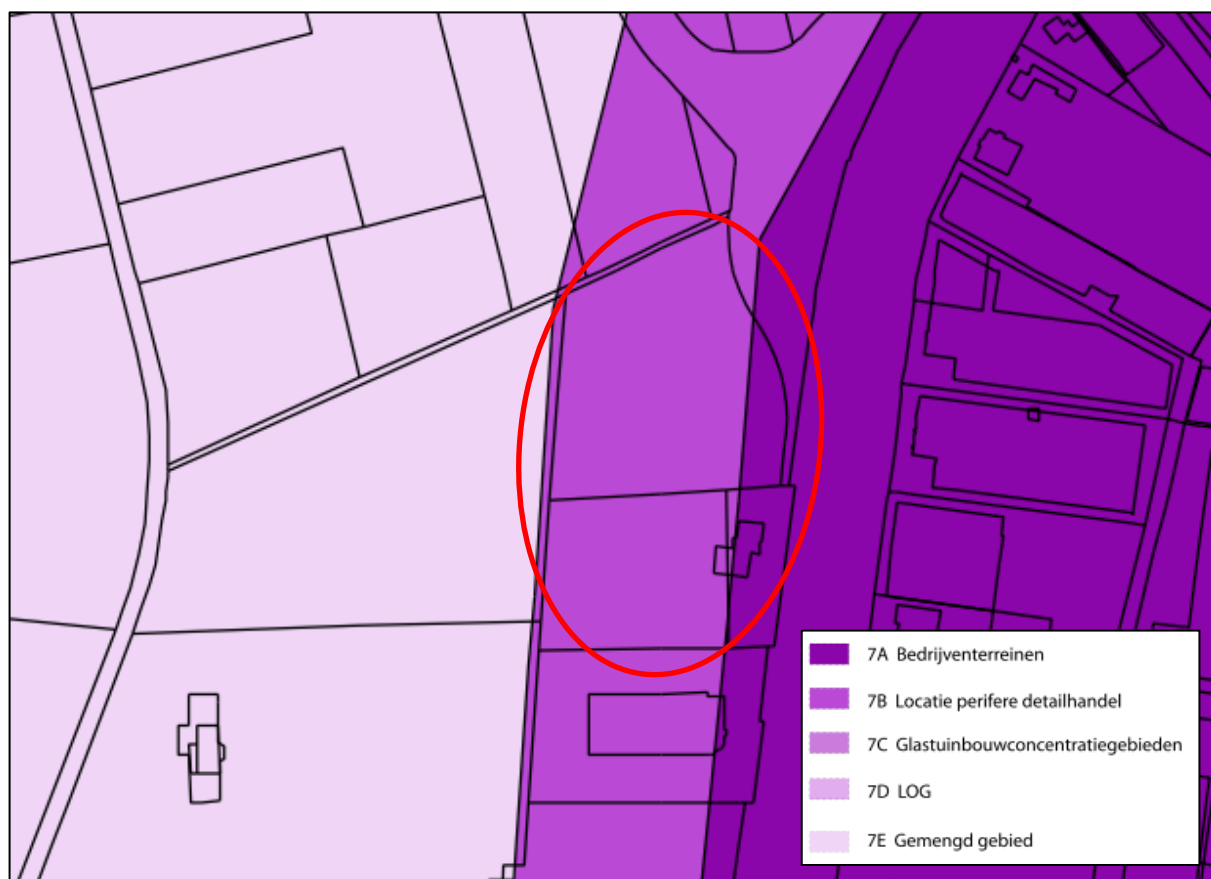 7A Bedrijventerreinen
7B Locatie perifere detailhandel
7C Glastuinbouwconcentratiegebieden
7D LOG
7E Gemengd gebied